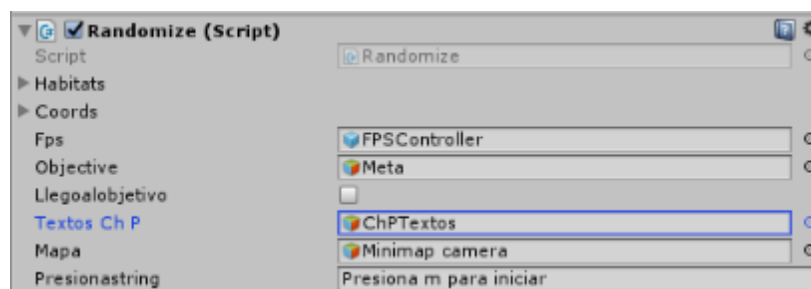 Randomize (Script)
Script Randomize
Habitats
Coords
Fps FPSController
Objective Meta
Llegoalobjetivo
Textos Ch P ChPTextos
Mapa Minimap camera
Presionastring Presiona m para iniciar